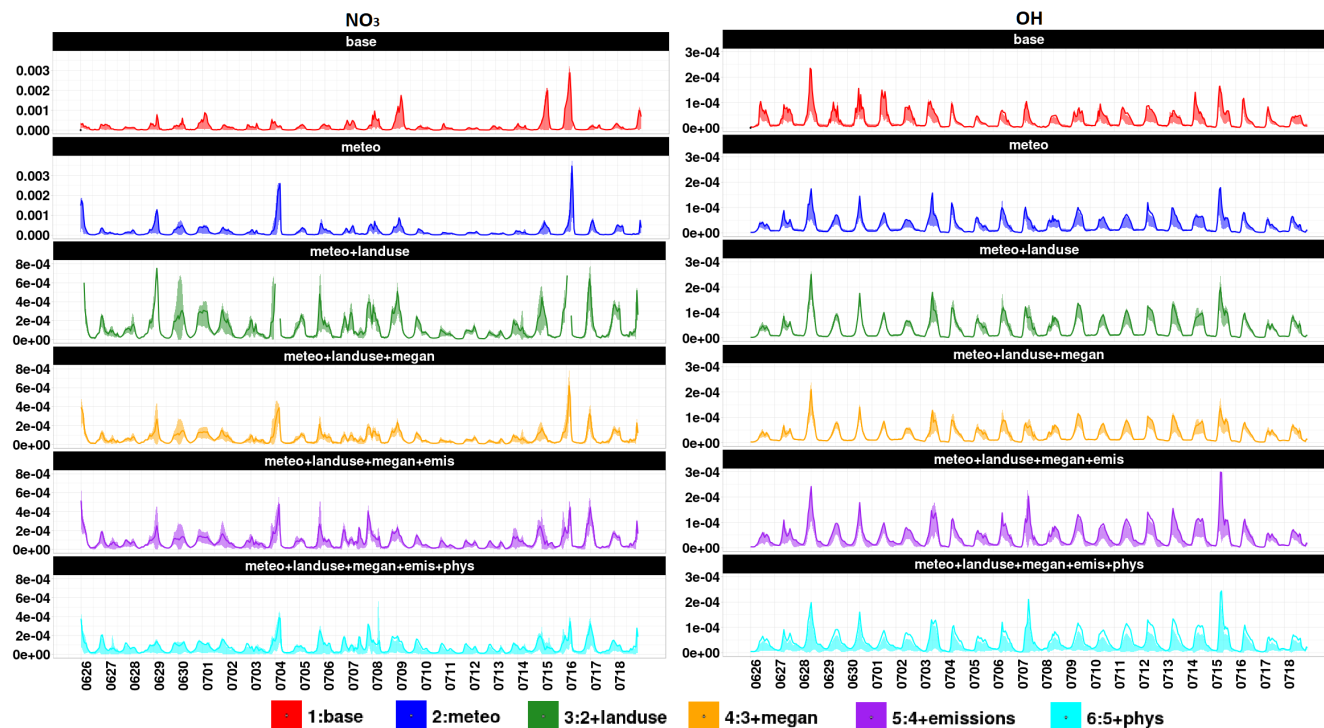 NO₃
base
0.003
0.002
0.001
0.000
meteo
0.003
0.002
0.001
0.000
meteo+landuse
8e-04
6e-04
4e-04
2e-04
0e+00
meteo+landuse+megan
8e-04
6e-04
4e-04
2e-04
0e+00
meteo+landuse+megan+emis
8e-04
6e-04
4e-04
2e-04
0e+00
meteo+landuse+megan+emis+phys
8e-04
6e-04
4e-04
2e-04
0e+00
0626 0627 0628 0629 0630 0701 0702 0703 0704 0705 0706 0707 0708 0709 0710 0711 0712 0713 0714 0715 0716 0717 0718
OH
base
3e-04
2e-04
1e-04
0e+00
meteo
3e-04
2e-04
1e-04
0e+00
meteo+landuse
3e-04
2e-04
1e-04
0e+00
meteo+landuse+megan
3e-04
2e-04
1e-04
0e+00
meteo+landuse+megan+emis
3e-04
2e-04
1e-04
0e+00
meteo+landuse+megan+emis+phys
3e-04
2e-04
1e-04
0e+00
0626 0627 0628 0629 0630 0701 0702 0703 0704 0705 0706 0707 0708 0709 0710 0711 0712 0713 0714 0715 0716 0717 0718
1:base 2:meteo 3:2+landuse 4:3+megan 5:4+emissions 6:5+phys